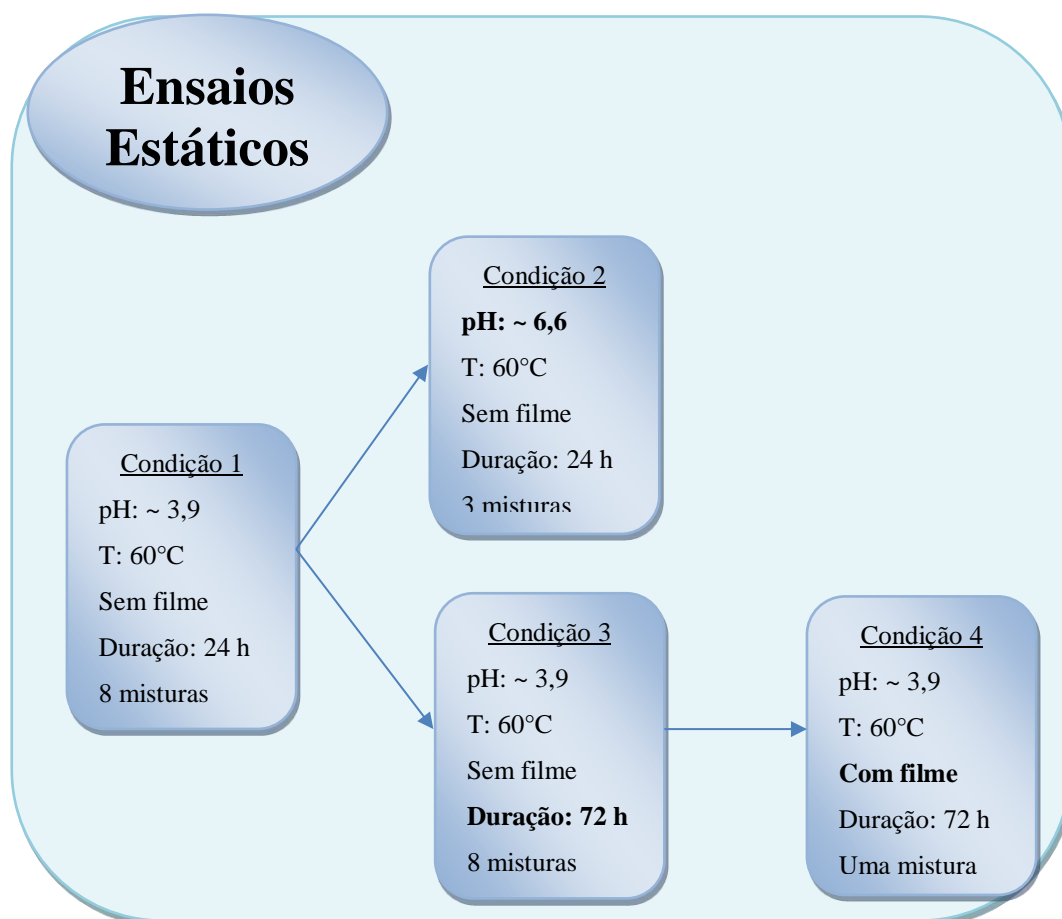 Ensaios
Estáticos
Condição 1
pH: ~ 3,9
T: 60°C
Sem filme
Duração: 24 h
8 misturas
Condição 2
pH: ~ 6,6
T: 60°C
Sem filme
Duração: 24 h
3 misturas
Condição 3
pH: ~ 3,9
T: 60°C
Sem filme
Duração: 72 h
8 misturas
Condição 4
pH: ~ 3,9
T: 60°C
Com filme
Duração: 72 h
Uma mistura